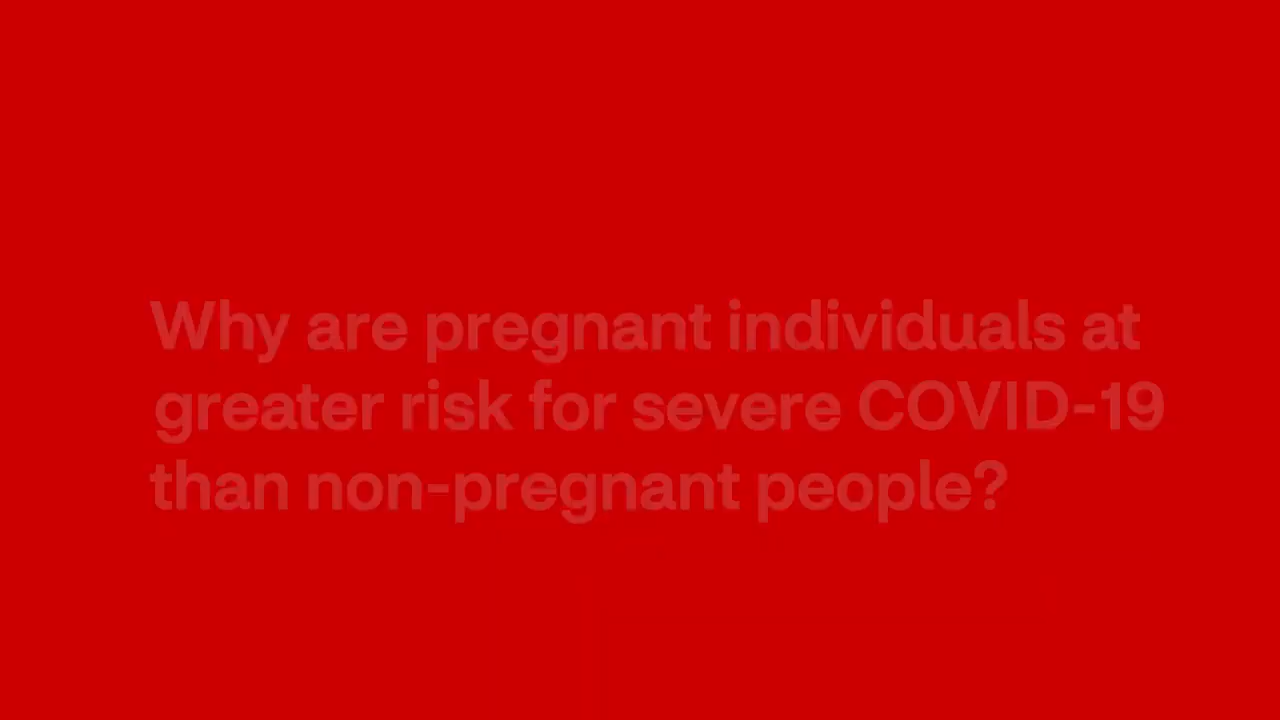 Why are pregnant individuals at
greater risk for severe COVID-19
than non-pregnant people?